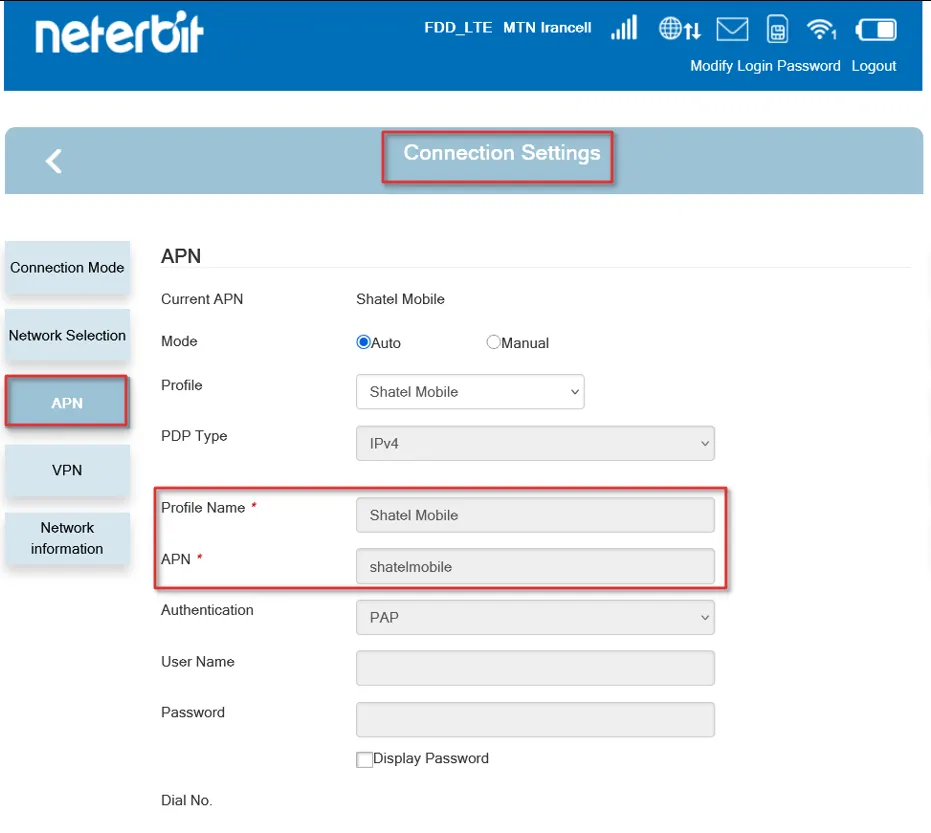 neterbit
FDD_LTE MTN Irancell
1
Modify Login Password Logout
Connection Settings
Connection Mode
Network Selection
APN
VPN
Network
information
APN
Current APN Shatel Mobile
Mode Auto Manual
Profile Shatel Mobile
PDP Type IPv4
Profile Name * Shatel Mobile
APN * shatelmobile
Authentication PAP
User Name
Password
Display Password
Dial No.